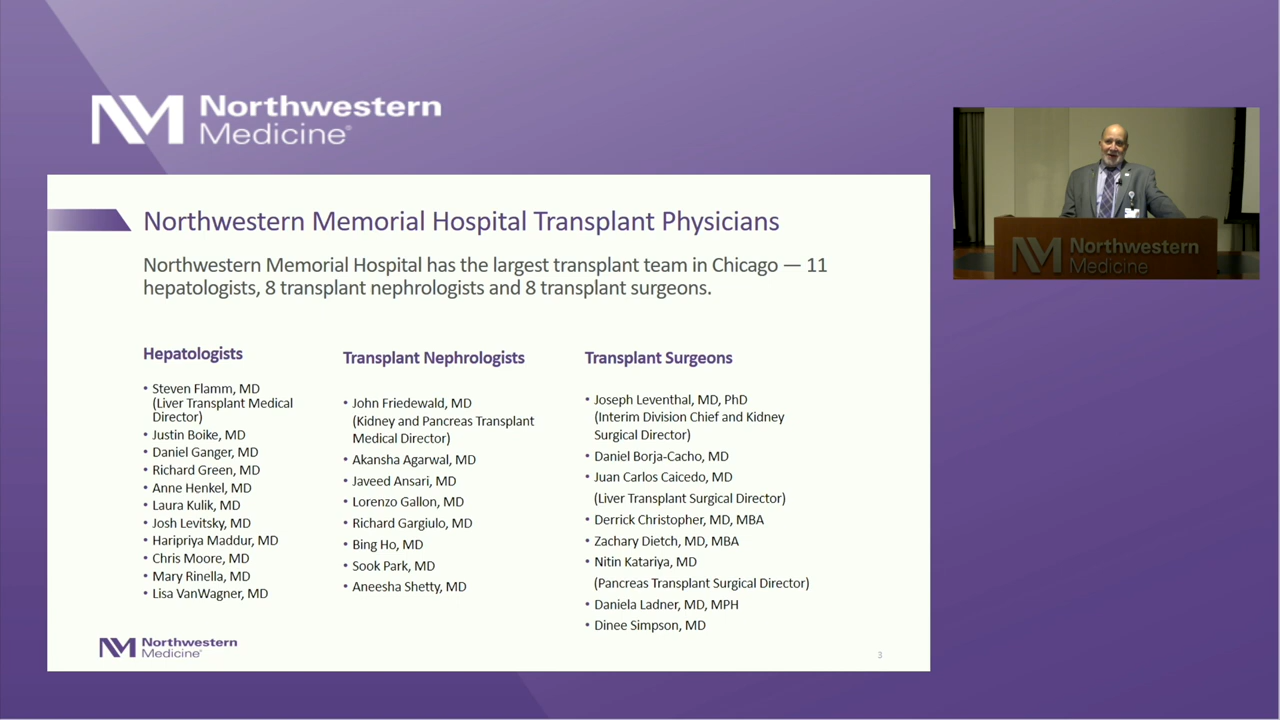 Northwestern
Medicine®
Northwestern Memorial Hospital Transplant Physicians
Northwestern Memorial Hospital has the largest transplant team in Chicago — 11
hepatologists, 8 transplant nephrologists and 8 transplant surgeons.
Hepatologists
• Steven Flamm, MD
(Liver Transplant Medical
Director)
• Justin Boike, MD
• Daniel Ganger, MD
• Richard Green, MD
• Anne Henkel, MD
• Laura Kulik, MD
• Josh Levitsky, MD
• Haripriya Maddur, MD
• Chris Moore, MD
• Mary Rinella, MD
• Lisa VanWagner, MD
Transplant Nephrologists
• John Friedewald, MD
(Kidney and Pancreas Transplant
Medical Director)
• Akansha Agarwal, MD
• Javeed Ansari, MD
• Lorenzo Gallon, MD
• Richard Gargiulo, MD
• Bing Ho, MD
• Sook Park, MD
• Aneesha Shetty, MD
Transplant Surgeons
• Joseph Leventhal, MD, PhD
(Interim Division Chief and Kidney
Surgical Director)
• Daniel Borja-Cacho, MD
• Juan Carlos Caicedo, MD
(Liver Transplant Surgical Director)
• Derrick Christopher, MD, MBA
• Zachary Dietch, MD, MBA
• Nitin Katariya, MD
(Pancreas Transplant Surgical Director)
• Daniela Ladner, MD, MPH
• Dinee Simpson, MD
NM Northwestern
Medicine®
3
NM Northwestern
Medicine